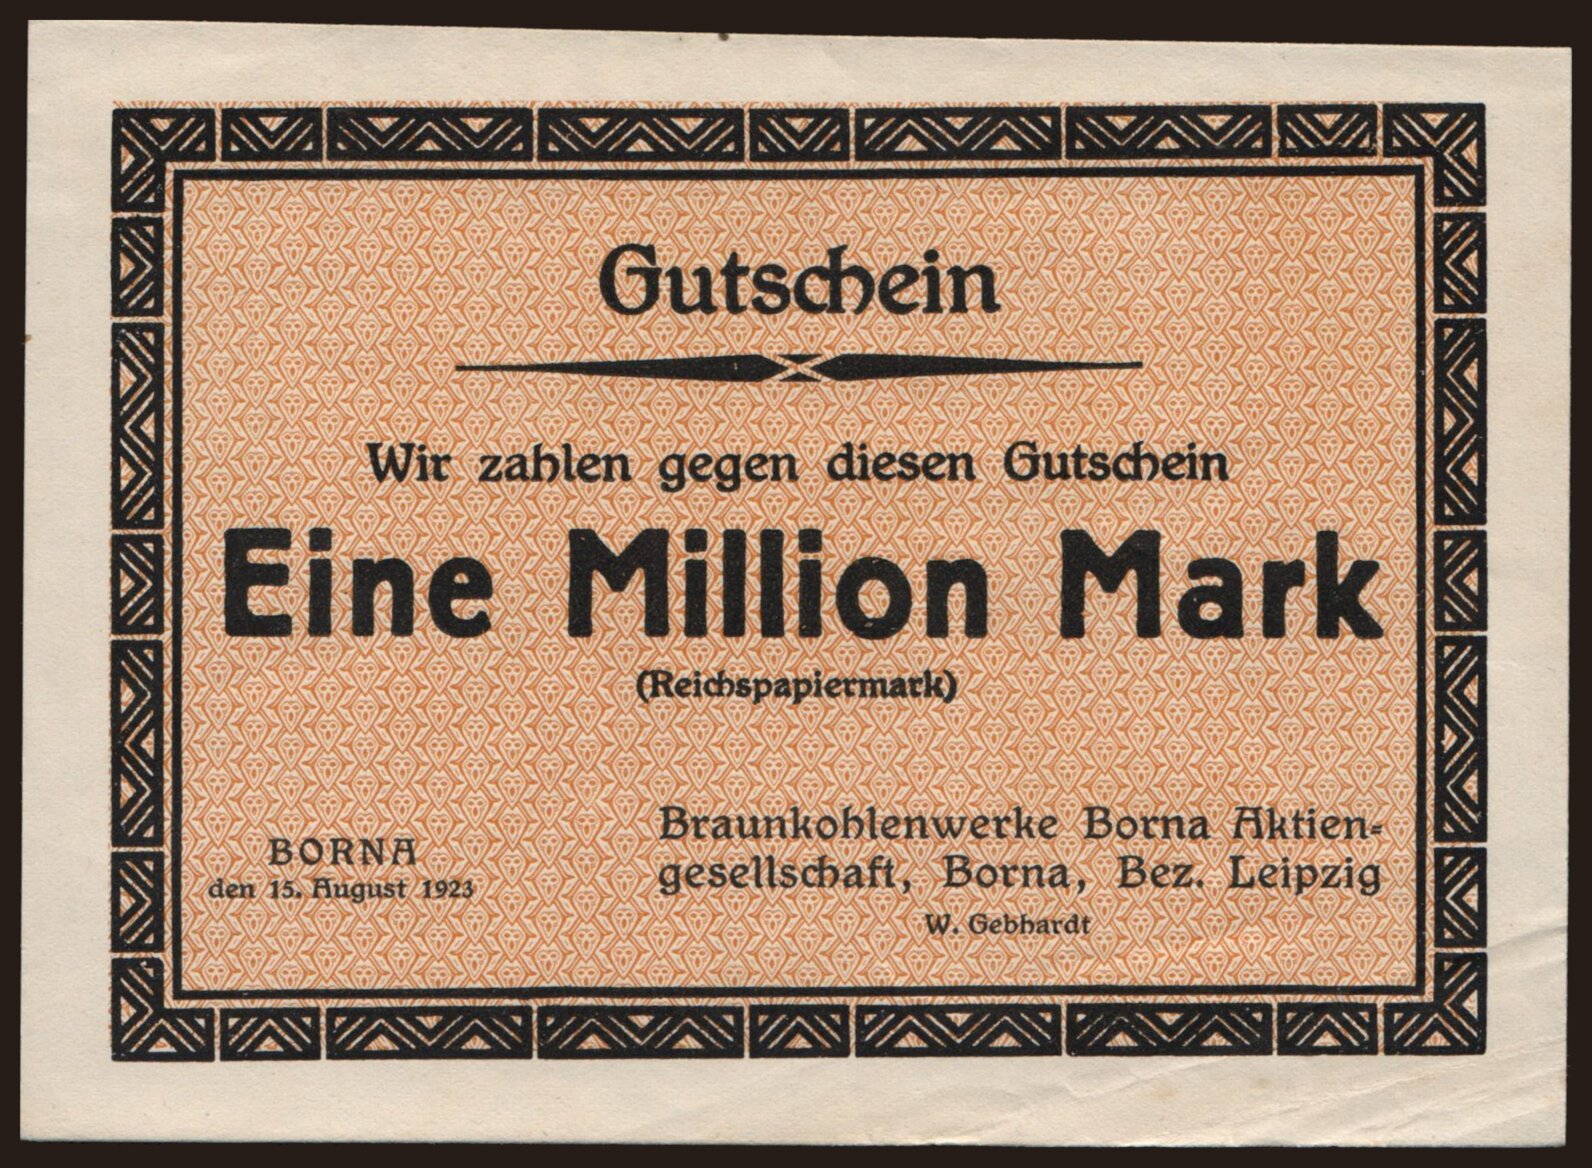 Gutschein
Wir zahlen gegen diesen Gutschein
Eine Million Mark
(Reichspapiermark)
BORNA
den 15. August 1923
Braunkohlenwerke Borna Aktien=
gesellschaft, Borna, Bez. Leipzig
W. Gebhardt